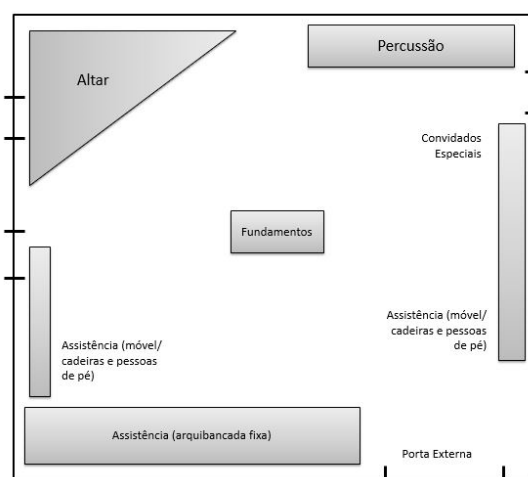 Percussão
Altar
Convidados
Especiais
Fundamentos
Assistência (móvel/
cadeiras e pessoas
de pé)
Assistência (móvel/
cadeiras e pessoas
de pé)
Assistência (arquibancada fixa)
Porta Externa